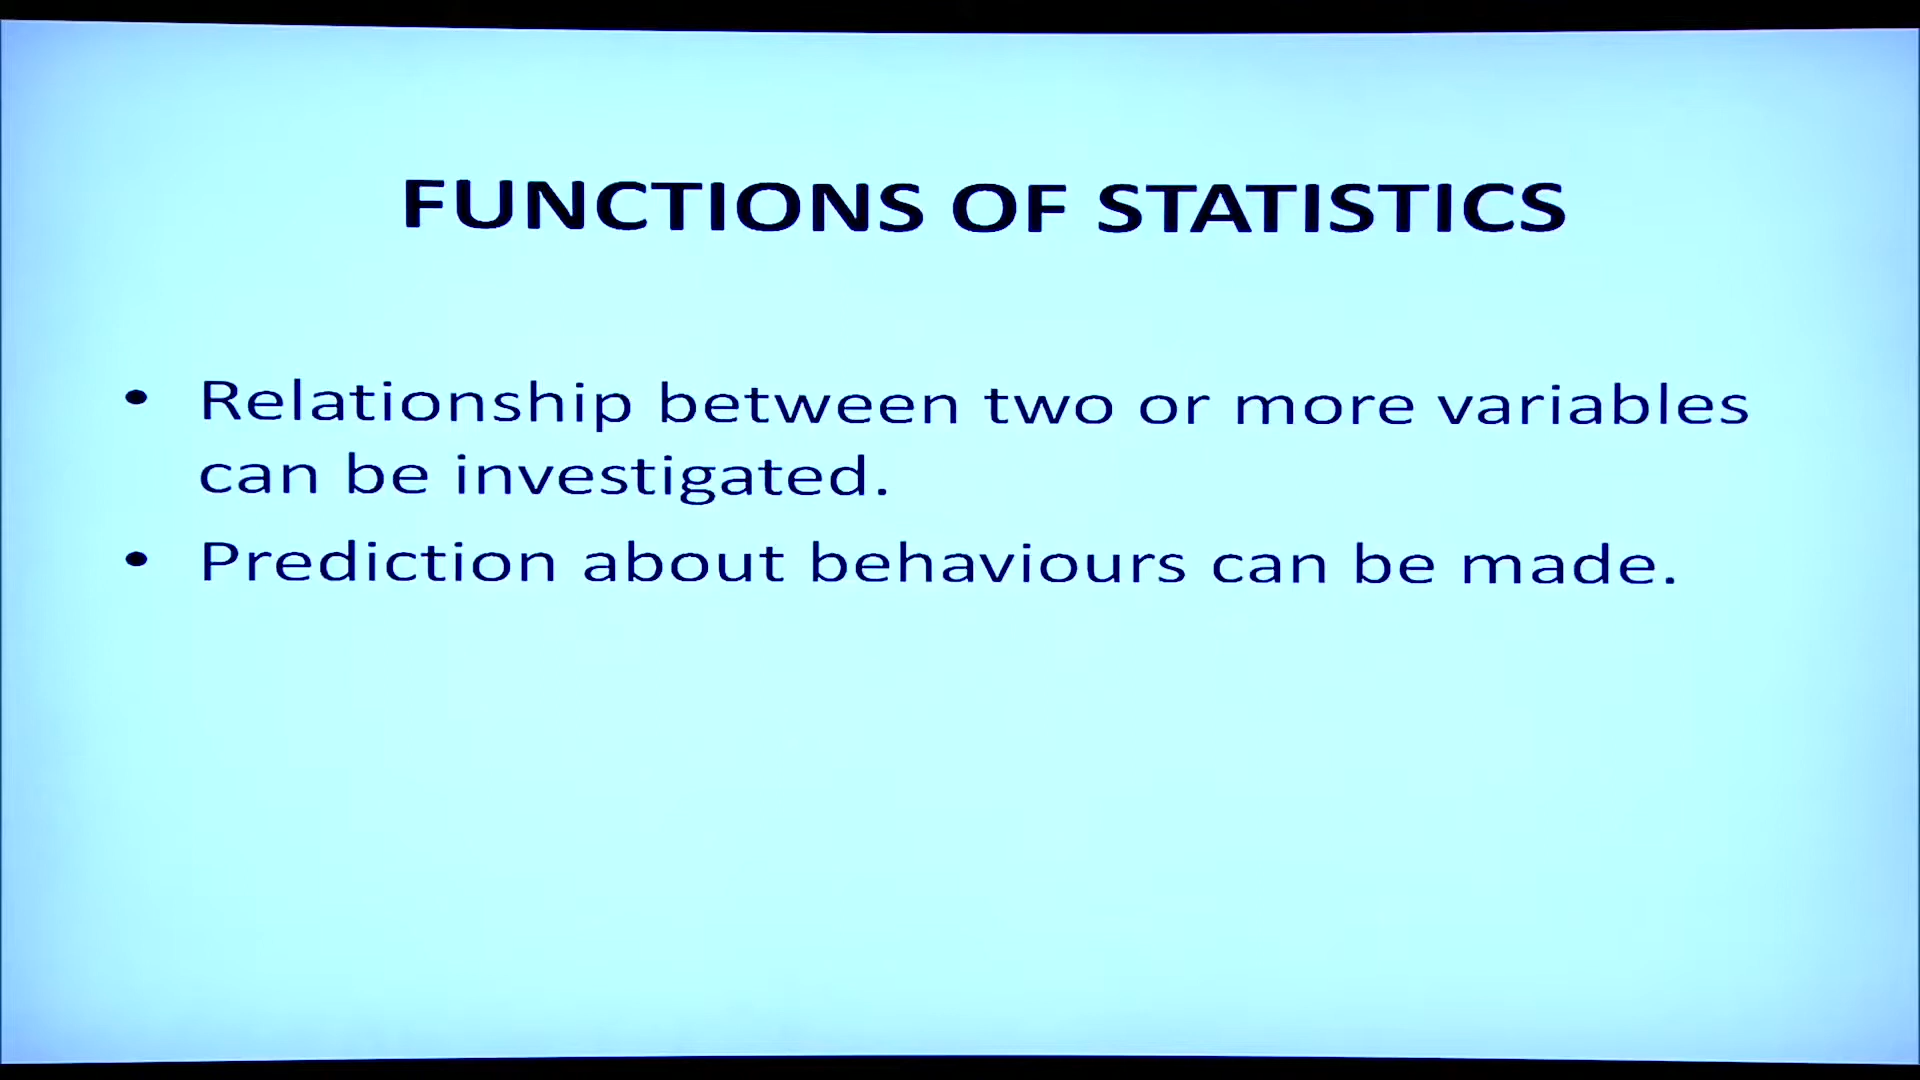 FUNCTIONS OF STATISTICS
• Relationship between two or more variables
can be investigated.
• Prediction about behaviours can be made.